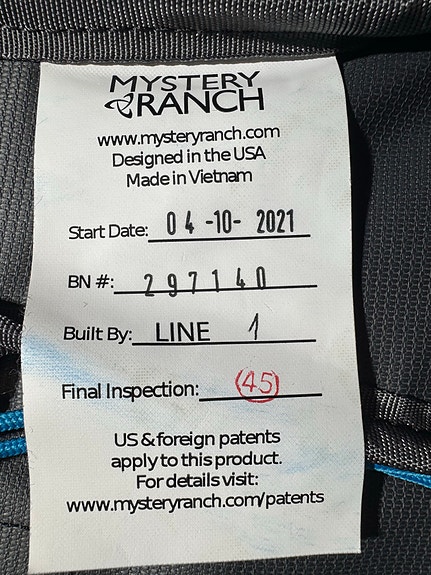 MYSTERY
RANCH
www.mysteryranch.com
Designed in the USA
Made in Vietnam
Start Date: 04-10-2021
BN #: 297140
Built By: LINE 1
Final Inspection: 45
US & foreign patents
apply to this product.
For details visit:
www.mysteryranch.com/patents